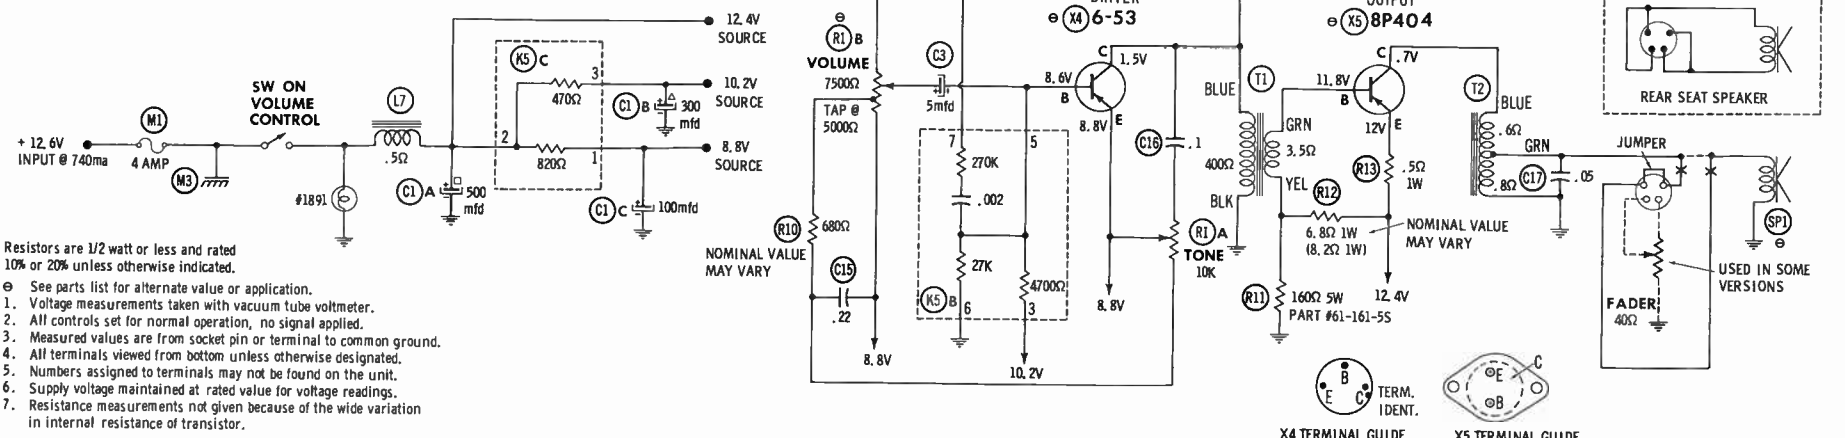 12.4V
SOURCE
K5 C
3
470Ω
10.2V
SOURCE
C1 B
300
mfd
SW ON
VOLUME
CONTROL
L7
.5Ω
M1
4 AMP
+ 12.6V
INPUT @ 740ma
M3
#1891
2
820Ω
1
8.8V
SOURCE
C1 A
500
mfd
C1 C
100mfd
Resistors are 1/2 watt or less and rated
10% or 20% unless otherwise indicated.
⊖ See parts list for alternate value or application.
1. Voltage measurements taken with vacuum tube voltmeter.
2. All controls set for normal operation, no signal applied.
3. Measured values are from socket pin or terminal to common ground.
4. All terminals viewed from bottom unless otherwise designated.
5. Numbers assigned to terminals may not be found on the unit.
6. Supply voltage maintained at rated value for voltage readings.
7. Resistance measurements not given because of the wide variation
in internal resistance of transistor.
⊖
R1 B
VOLUME
7500Ω
TAP @
5000Ω
C3
5mfd
R10
680Ω
NOMINAL VALUE
MAY VARY
C15
.22
8.8V
7
270K
.002
27K
K5 B
6
5
4700Ω
3
10.2V
DRIVER
⊖ X4 6-53
C
1.5V
8.6V
B
E
8.8V
8.8V
C16
.1
R1 A
TONE
10K
T1
BLUE
400Ω
BLK
GRN
3.5Ω
YEL
R12
6.8Ω 1W
(8.2Ω 1W)
R11
160Ω 5W
PART #61-161-5S
OUTPUT
⊖ X5 8P404
C
.7V
11.8V
B
12V
E
R13
.5Ω
1W
NOMINAL VALUE
MAY VARY
12.4V
T2
BLUE
.6Ω
GRN
.8Ω
C17
.05
REAR SEAT SPEAKER
JUMPER
SP1
⊖
FADER
40Ω
USED IN SOME
VERSIONS
B
E
C
TERM.
IDENT.
X4 TERMINAL GUIDE
E
B
C
X5 TERMINAL GUIDE